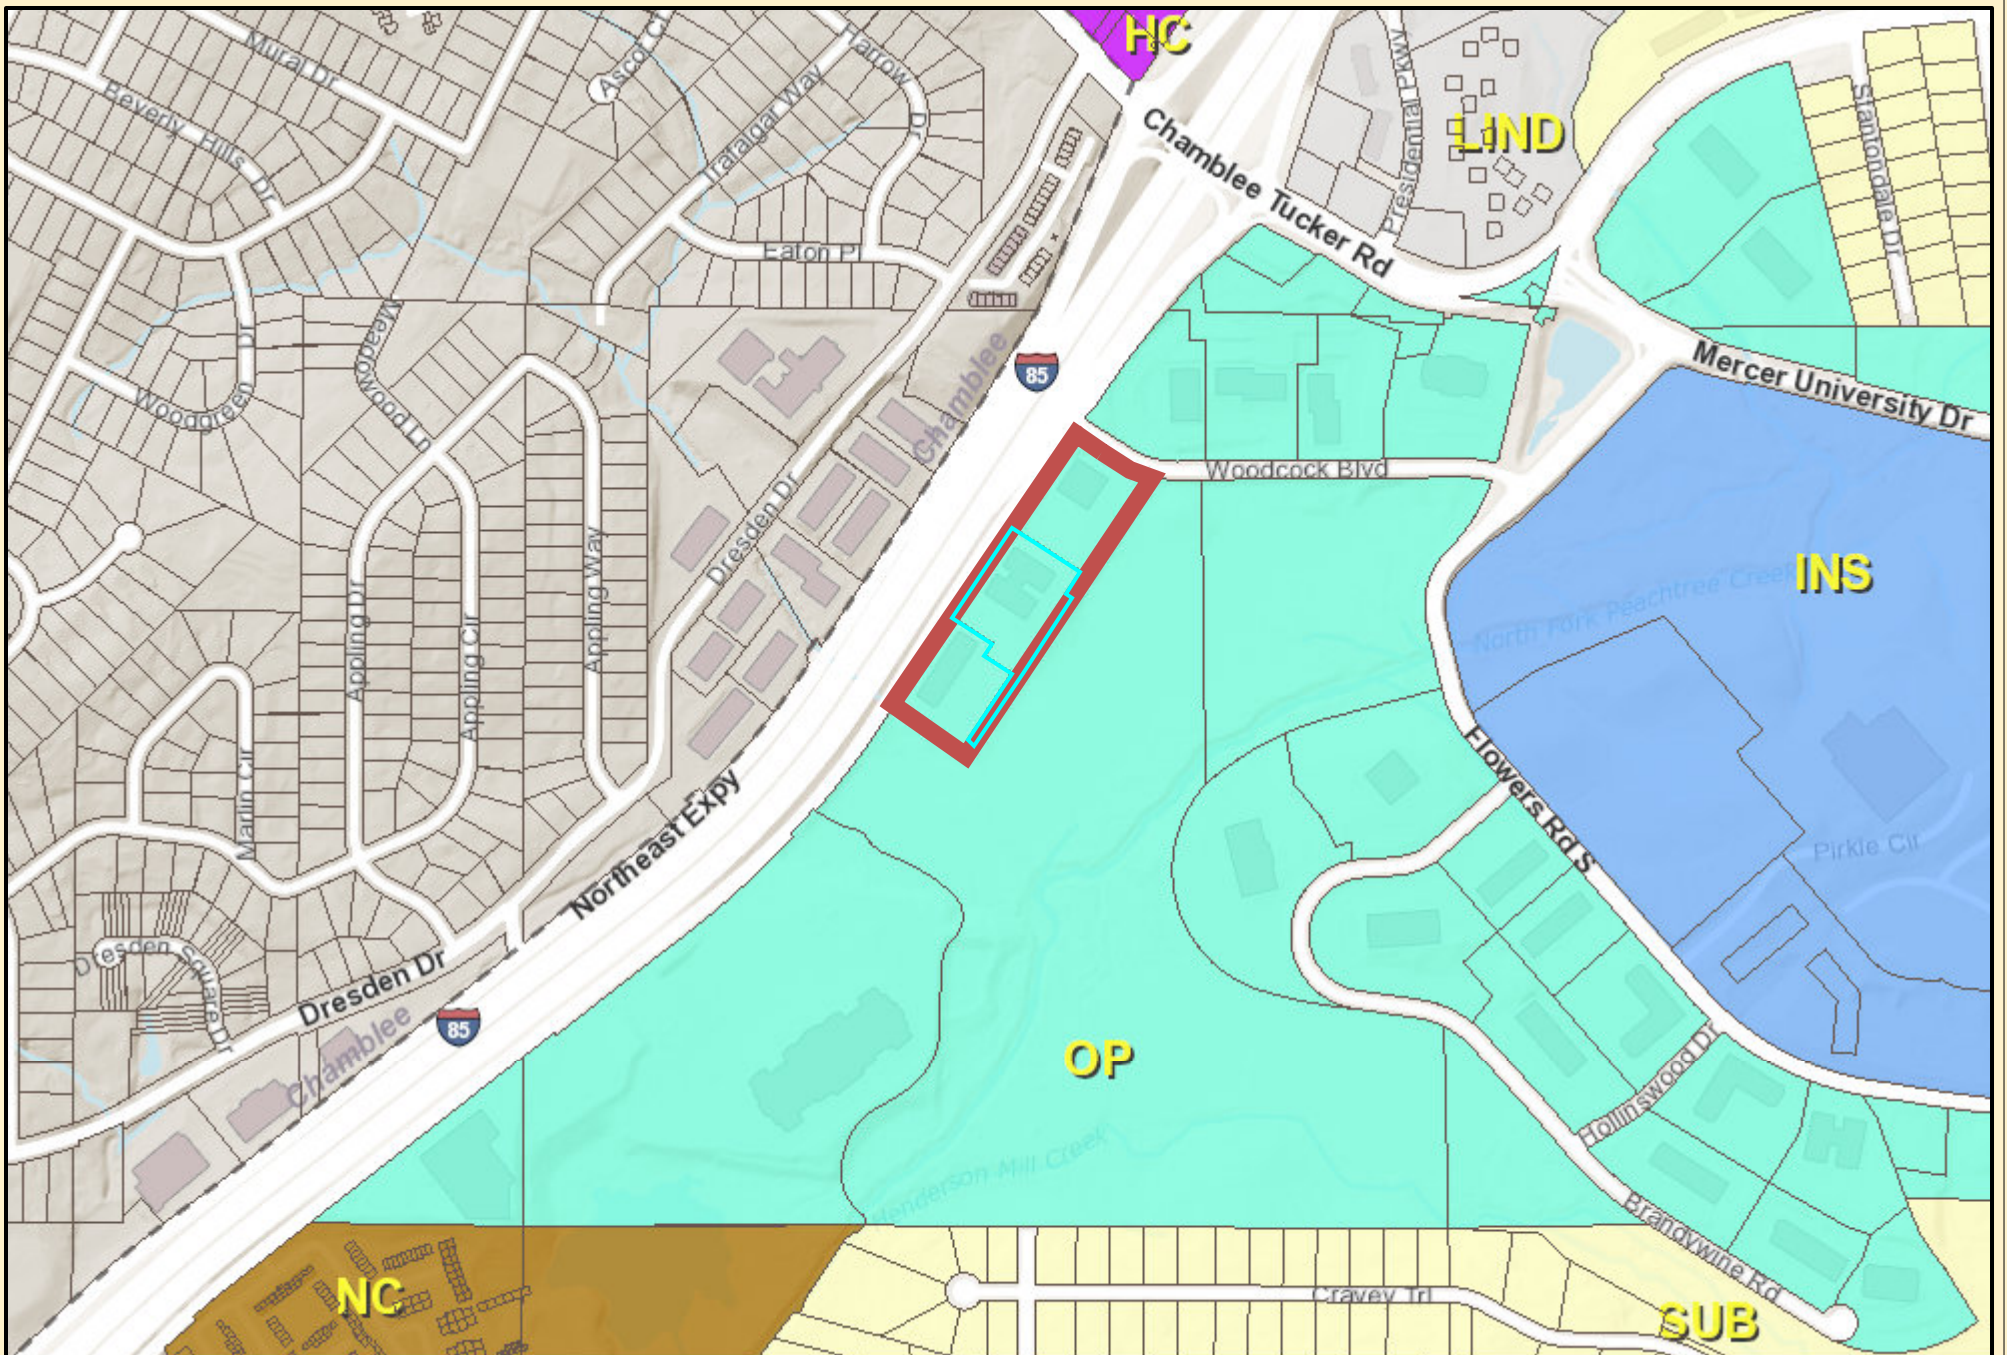 HC
Mural Dr
Ascot Ct
Harrow Dr
Beverly Hills Dr
Trafalgar Way
Presidential Pkwy
LIND
Chamblee Tucker Rd
Stantondale Dr
Eaton Pl
Meadowood Ln
Woodgreen Dr
Chamblee
85
Mercer University Dr
Woodcock Blvd
Dresden Dr
INS
North Fork Peachtree Creek
Appling Dr
Appling Cir
Appling Way
Marlin Cir
Northeast Expy
Flowers Rd S
Pirkle Cir
Dresden Square Dr
Dresden Dr
Chamblee
85
OP
Hollinswood Dr
Henderson Mill Creek
Brandywine Rd
NC
Cravey Trl
SUB